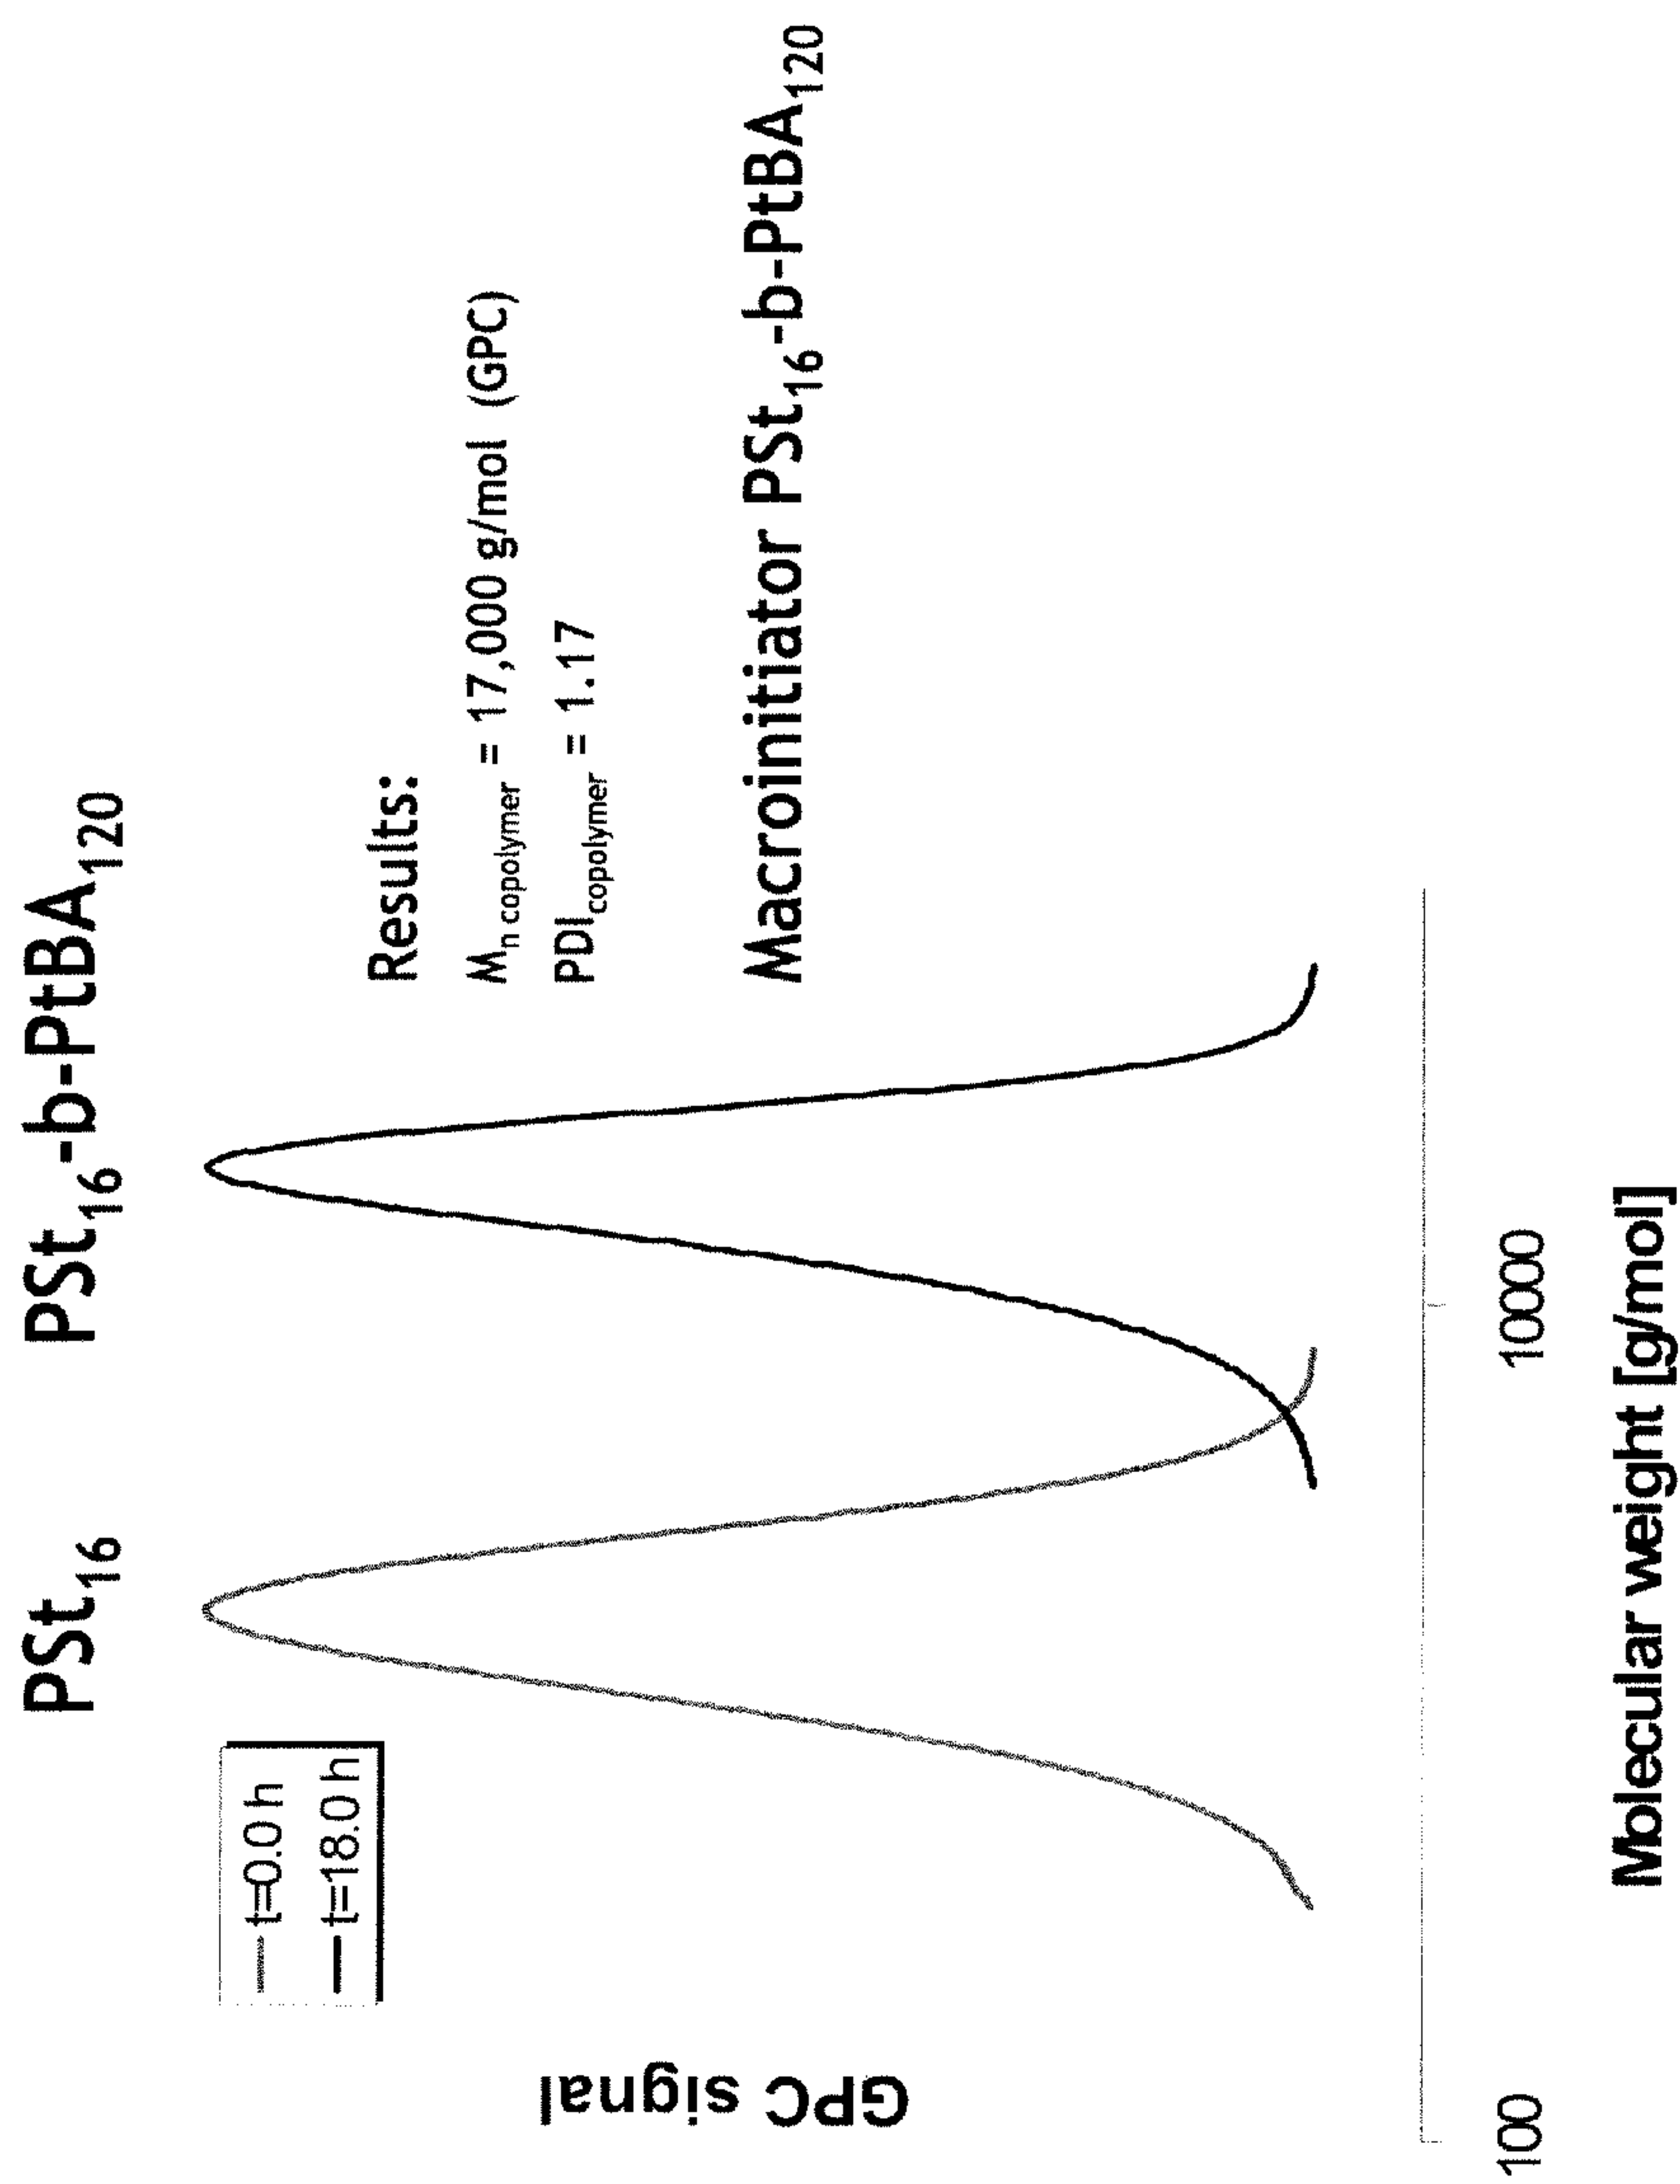 PSt16
PSt16-b-PtBA120
t=0.0 h
t=18.0 h
Results:
Mn copolymer = 17,000 g/mol (GPC)
PDIcopolymer = 1.17
Macroinitiator PSt16-b-PtBA120
GPC signal
100
10000
Molecular weight [g/mol]